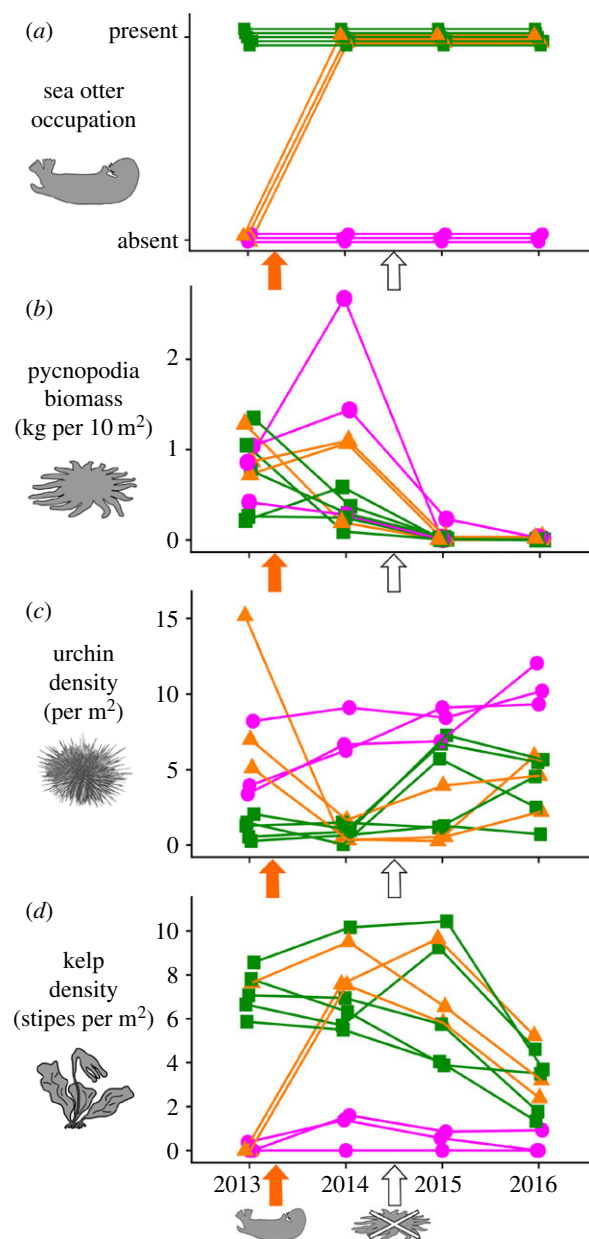 (a)
present
sea otter
occupation
absent
(b)
2
pycnopodia
biomass
(kg per 10 m²)
1
0
(c)
15
urchin
density
(per m²)
10
5
0
(d)
10
kelp
density
(stipes per m²)
8
6
4
2
0
2013 2014 2015 2016